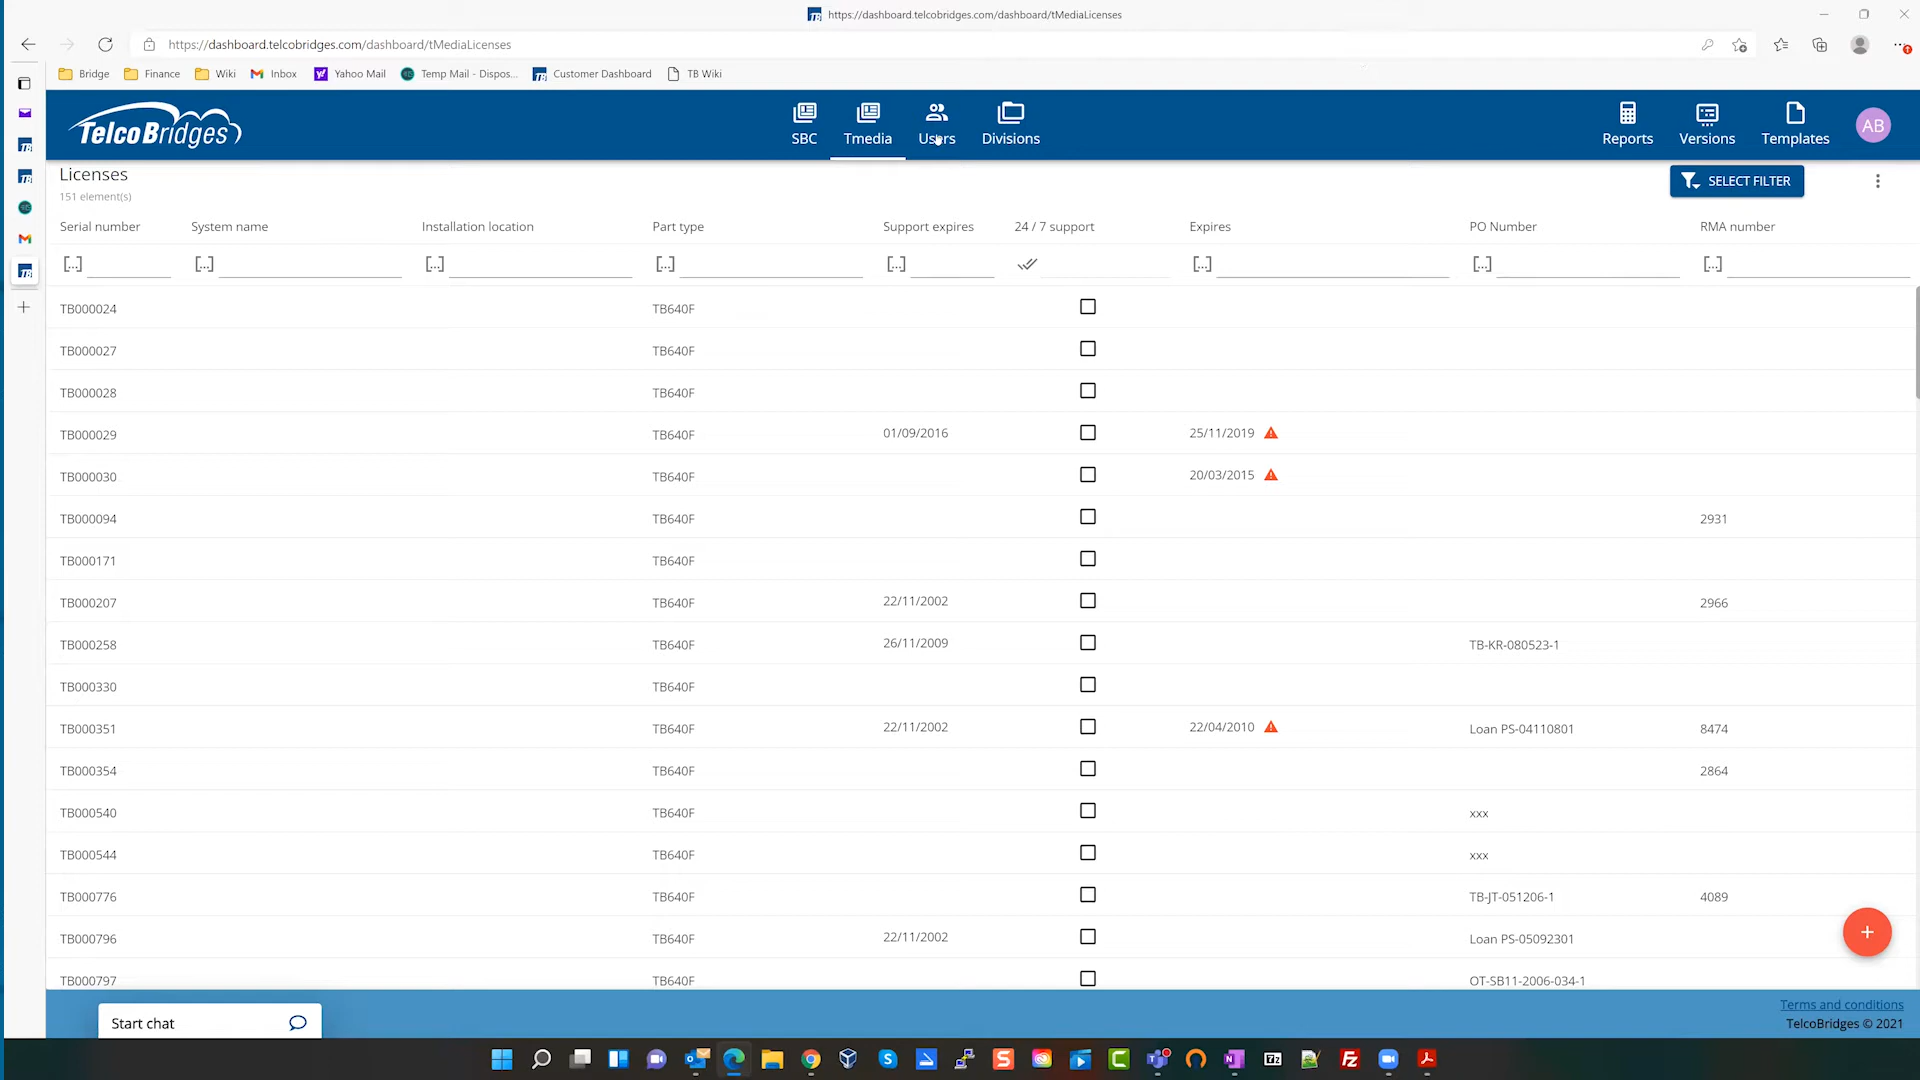 https://dashboard.telcobridges.com/dashboard/tMediaLicenses
https://dashboard.telcobridges.com/dashboard/tMediaLicenses
Bridge Finance Wiki Inbox Yahoo Mail Temp Mail - Dispos... Customer Dashboard TB Wiki
TelcoBridges SBC Tmedia Users Divisions Reports Versions Templates AB
Licenses
SELECT FILTER
151 element(s)
Serial number System name Installation location Part type Support expires 24 / 7 support Expires PO Number RMA number
[...] [...] [...] [...] [...] [...] [...] [...]
TB000024 TB640F
TB000027 TB640F
TB000028 TB640F
TB000029 TB640F 01/09/2016 25/11/2019
TB000030 TB640F 20/03/2015
TB000094 TB640F 2931
TB000171 TB640F
TB000207 TB640F 22/11/2002 2966
TB000258 TB640F 26/11/2009 TB-KR-080523-1
TB000330 TB640F
TB000351 TB640F 22/11/2002 22/04/2010 Loan PS-04110801 8474
TB000354 TB640F 2864
TB000540 TB640F xxx
TB000544 TB640F xxx
TB000776 TB640F TB-JT-051206-1 4089
TB000796 TB640F 22/11/2002 Loan PS-05092301
TB000797 TB640F OT-SB11-2006-034-1
Terms and conditions
Start chat
TelcoBridges © 2021